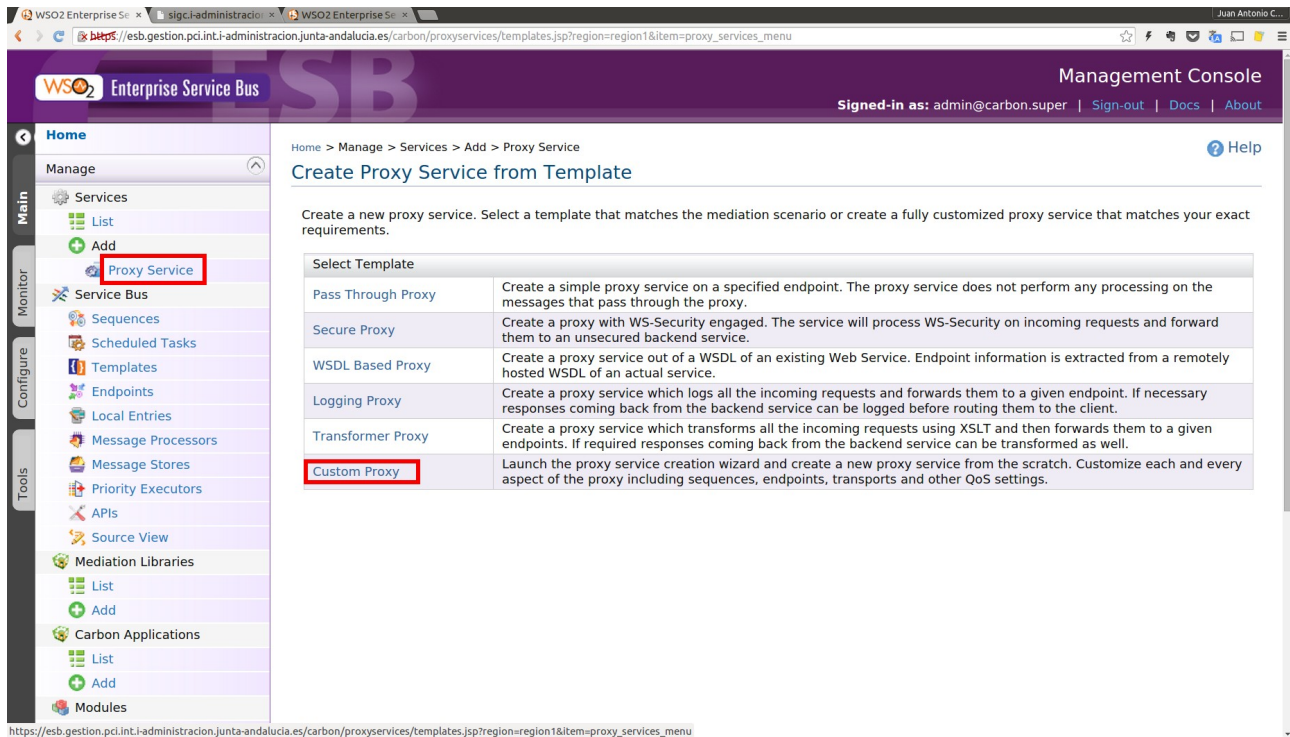 WSO2 Enterprise Se
sigc.i-administracion
WSO2 Enterprise Se
Juan Antonio C...
https://esb.gestion.pci.int.i-administracion.junta-andalucia.es/carbon/proxyservices/templates.jsp?region=region1&item=proxy_services_menu
ESB
WSO2 Enterprise Service Bus
Management Console
Signed-in as: admin@carbon.super | Sign-out | Docs | About
Main
Monitor
Configure
Tools
Home
Manage
Services
List
Add
Proxy Service
Service Bus
Sequences
Scheduled Tasks
Templates
Endpoints
Local Entries
Message Processors
Message Stores
Priority Executors
APIs
Source View
Mediation Libraries
List
Add
Carbon Applications
List
Add
Modules
Home > Manage > Services > Add > Proxy Service
Help
Create Proxy Service from Template
Create a new proxy service. Select a template that matches the mediation scenario or create a fully customized proxy service that matches your exact
requirements.
Select Template
Pass Through Proxy
Create a simple proxy service on a specified endpoint. The proxy service does not perform any processing on the
messages that pass through the proxy.
Secure Proxy
Create a proxy with WS-Security engaged. The service will process WS-Security on incoming requests and forward
them to an unsecured backend service.
WSDL Based Proxy
Create a proxy service out of a WSDL of an existing Web Service. Endpoint information is extracted from a remotely
hosted WSDL of an actual service.
Logging Proxy
Create a proxy service which logs all the incoming requests and forwards them to a given endpoint. If necessary
responses coming back from the backend service can be logged before routing them to the client.
Transformer Proxy
Create a proxy service which transforms all the incoming requests using XSLT and then forwards them to a given
endpoints. If required responses coming back from the backend service can be transformed as well.
Custom Proxy
Launch the proxy service creation wizard and create a new proxy service from the scratch. Customize each and every
aspect of the proxy including sequences, endpoints, transports and other QoS settings.
https://esb.gestion.pci.int.i-administracion.junta-andalucia.es/carbon/proxyservices/templates.jsp?region=region1&item=proxy_services_menu